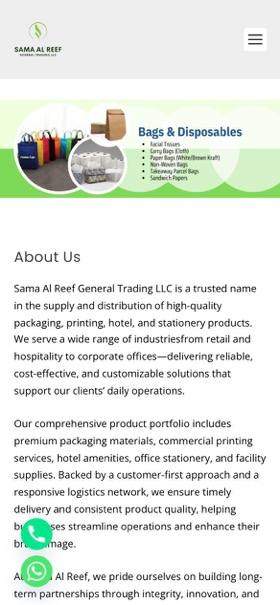 SAMA AL REEF
GENERAL TRADING LLC
Bags & Disposables
• Facial Tissues
• Carry Bags (Cloth)
• Paper Bags (White/Brown Kraft)
• Non-Woven Bags
• Takeaway Parcel Bags
• Sandwich Papers
About Us
Sama Al Reef General Trading LLC is a trusted name
in the supply and distribution of high-quality
packaging, printing, hotel, and stationery products.
We serve a wide range of industriesfrom retail and
hospitality to corporate offices—delivering reliable,
cost-effective, and customizable solutions that
support our clients’ daily operations.
Our comprehensive product portfolio includes
premium packaging materials, commercial printing
services, hotel amenities, office stationery, and facility
supplies. Backed by a customer-first approach and a
responsive logistics network, we ensure timely
delivery and consistent product quality, helping
streamline operations and enhance their
image.
Al Reef, we pride ourselves on building long-
term partnerships through integrity, innovation, and